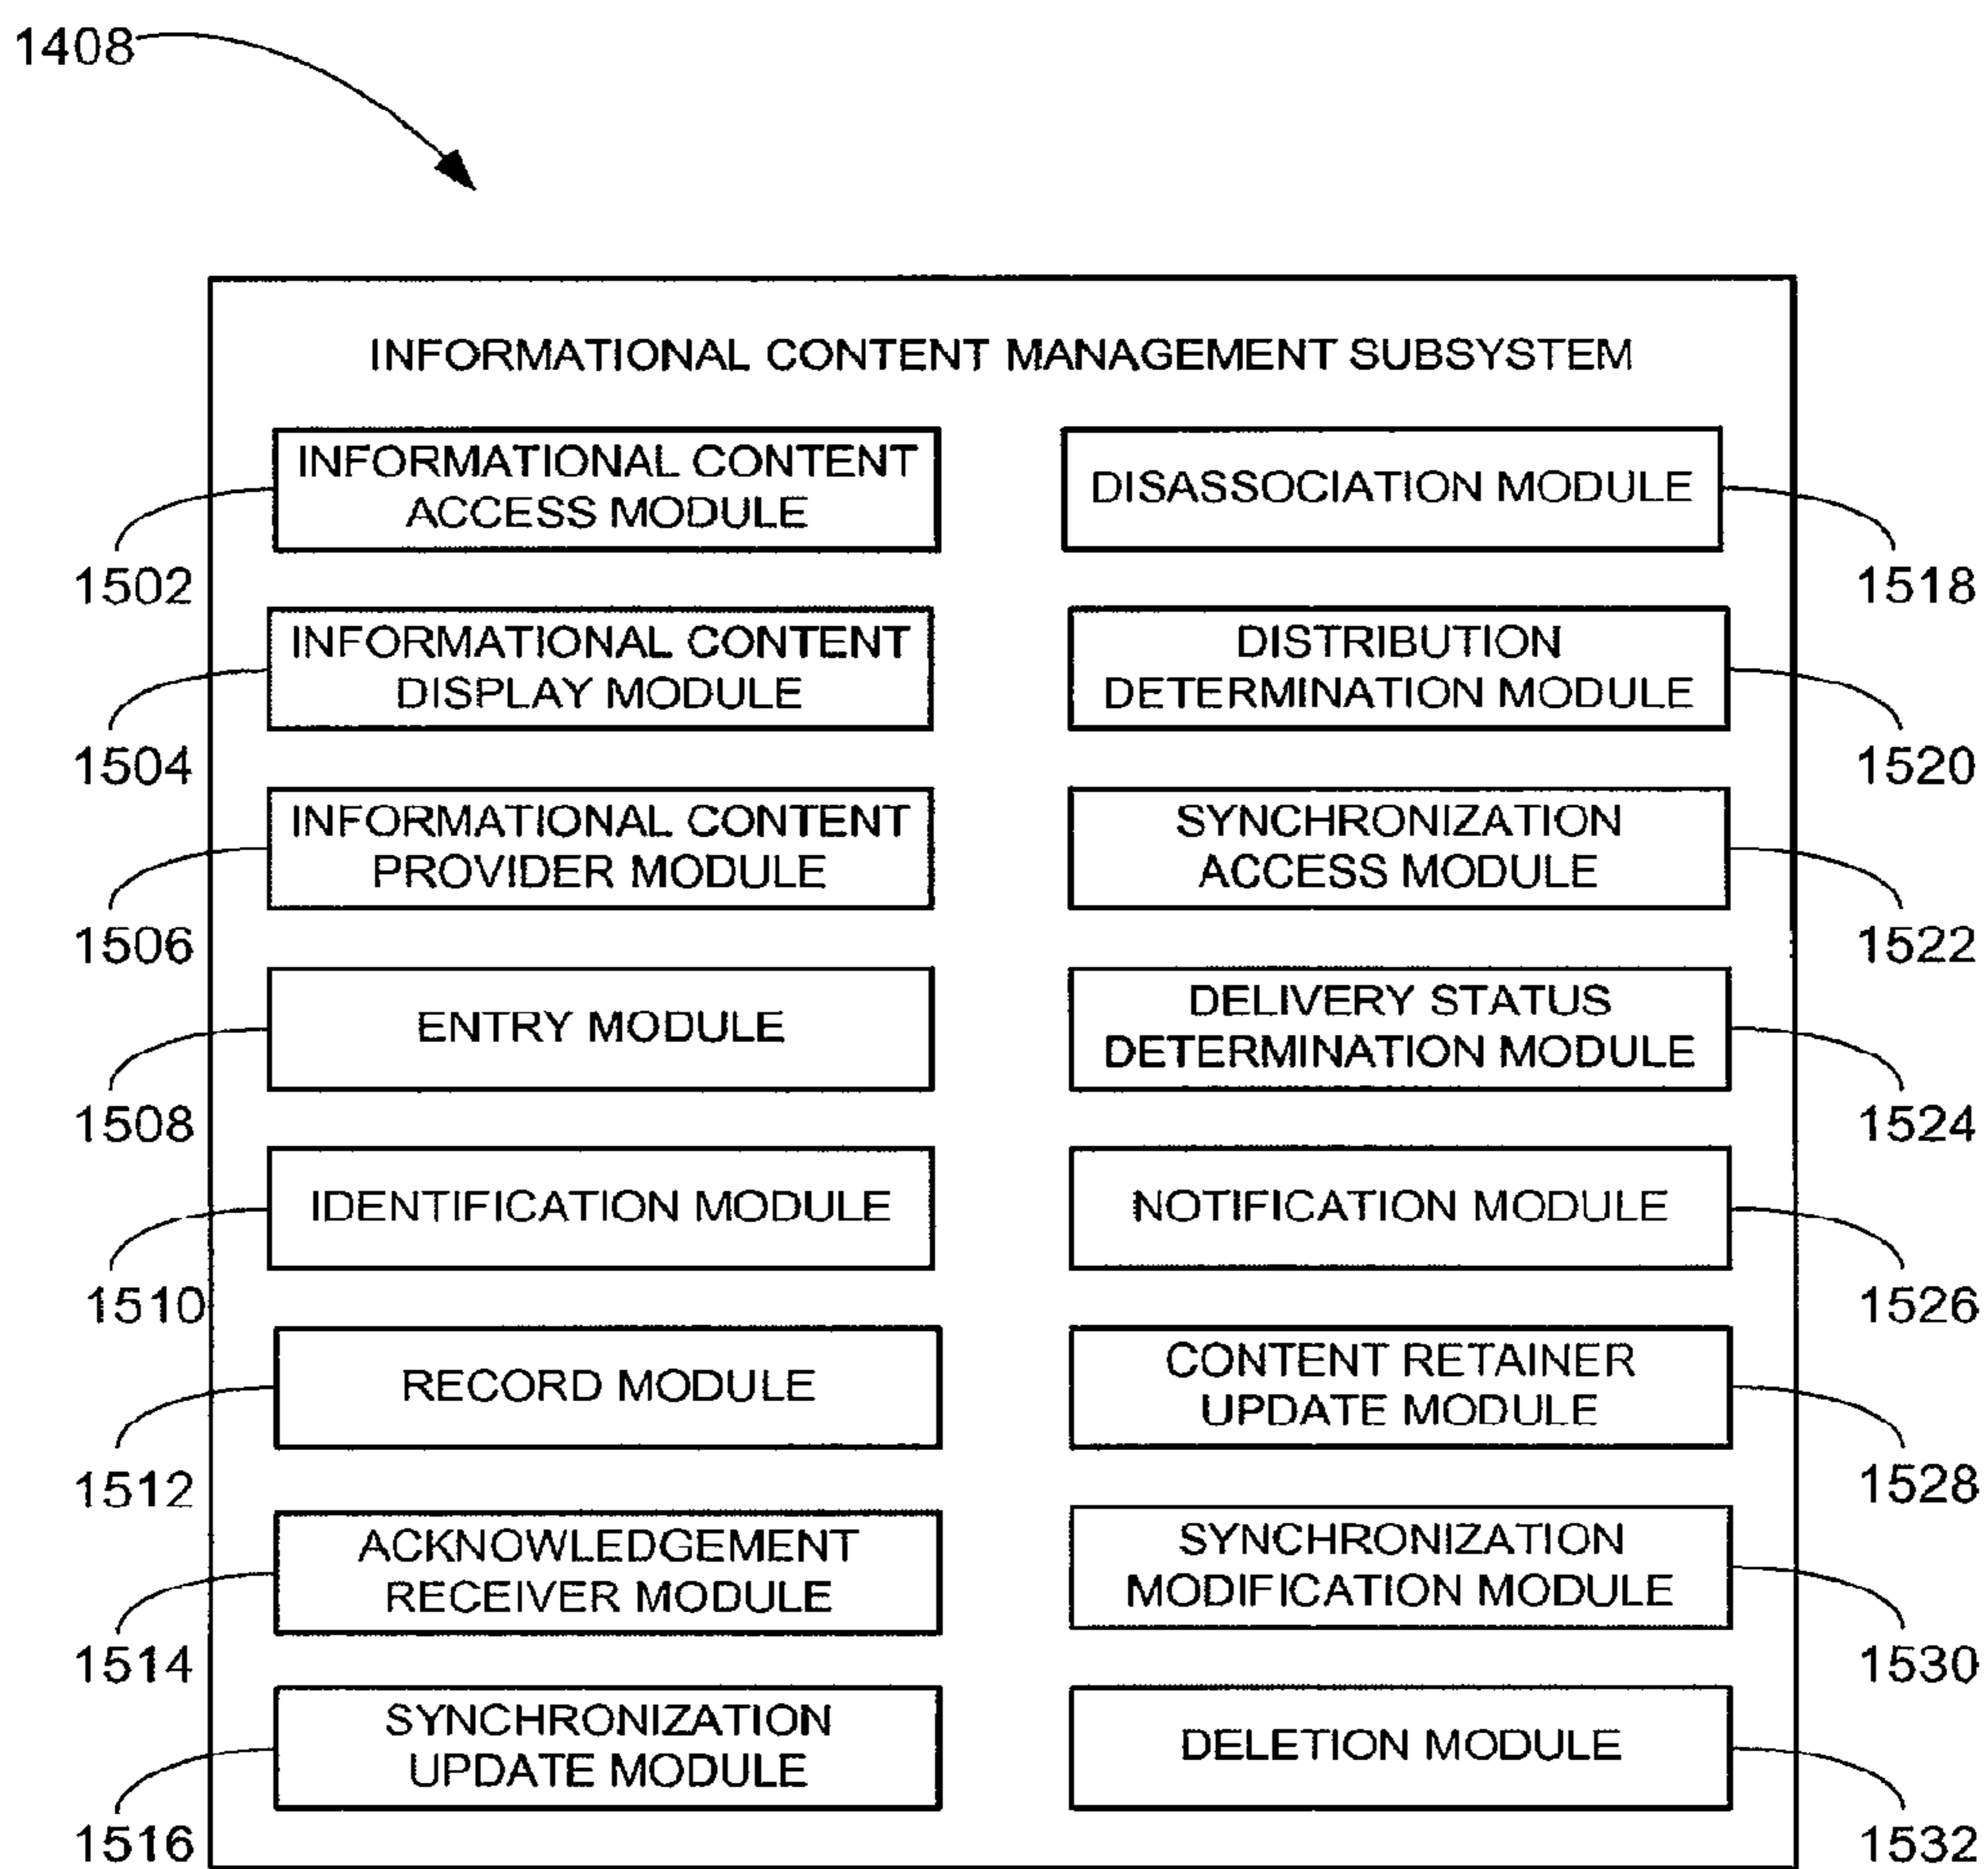 1408
INFORMATIONAL CONTENT MANAGEMENT SUBSYSTEM
INFORMATIONAL CONTENT
ACCESS MODULE
1502
INFORMATIONAL CONTENT
DISPLAY MODULE
1504
INFORMATIONAL CONTENT
PROVIDER MODULE
1506
ENTRY MODULE
1508
IDENTIFICATION MODULE
1510
RECORD MODULE
1512
ACKNOWLEDGEMENT
RECEIVER MODULE
1514
SYNCHRONIZATION
UPDATE MODULE
1516
DISASSOCIATION MODULE
1518
DISTRIBUTION
DETERMINATION MODULE
1520
SYNCHRONIZATION
ACCESS MODULE
1522
DELIVERY STATUS
DETERMINATION MODULE
1524
NOTIFICATION MODULE
1526
CONTENT RETAINER
UPDATE MODULE
1528
SYNCHRONIZATION
MODIFICATION MODULE
1530
DELETION MODULE
1532